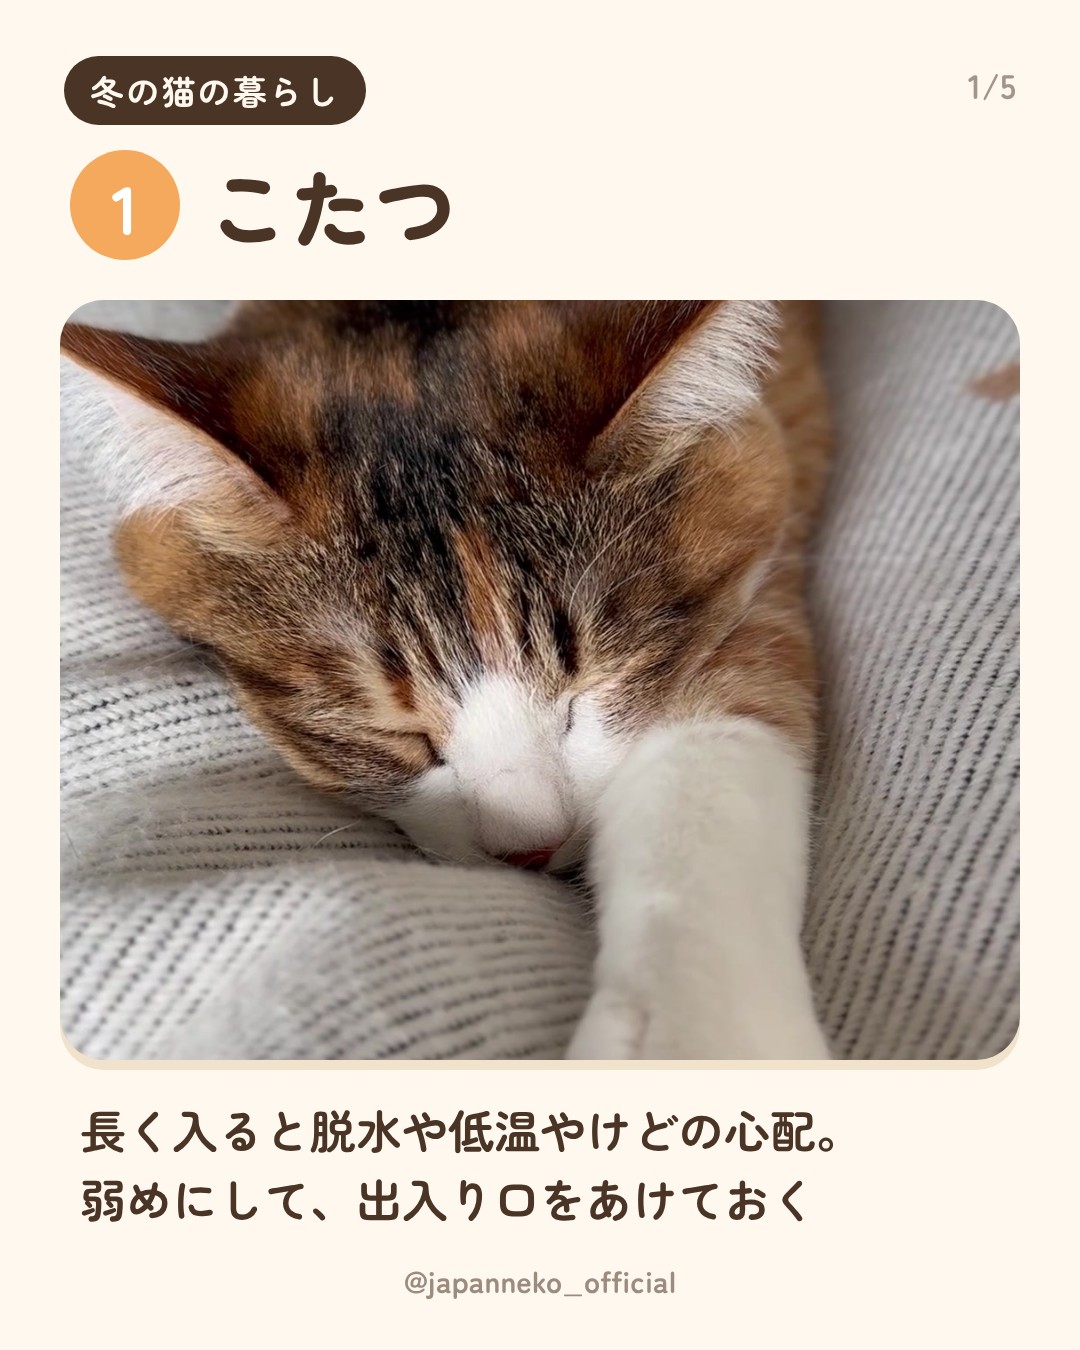 冬の猫の暮らし
1/5
1 こたつ
長く入ると脱水や低温やけどの心配。
弱めにして、出入り口をあけておく
@japanneko_official